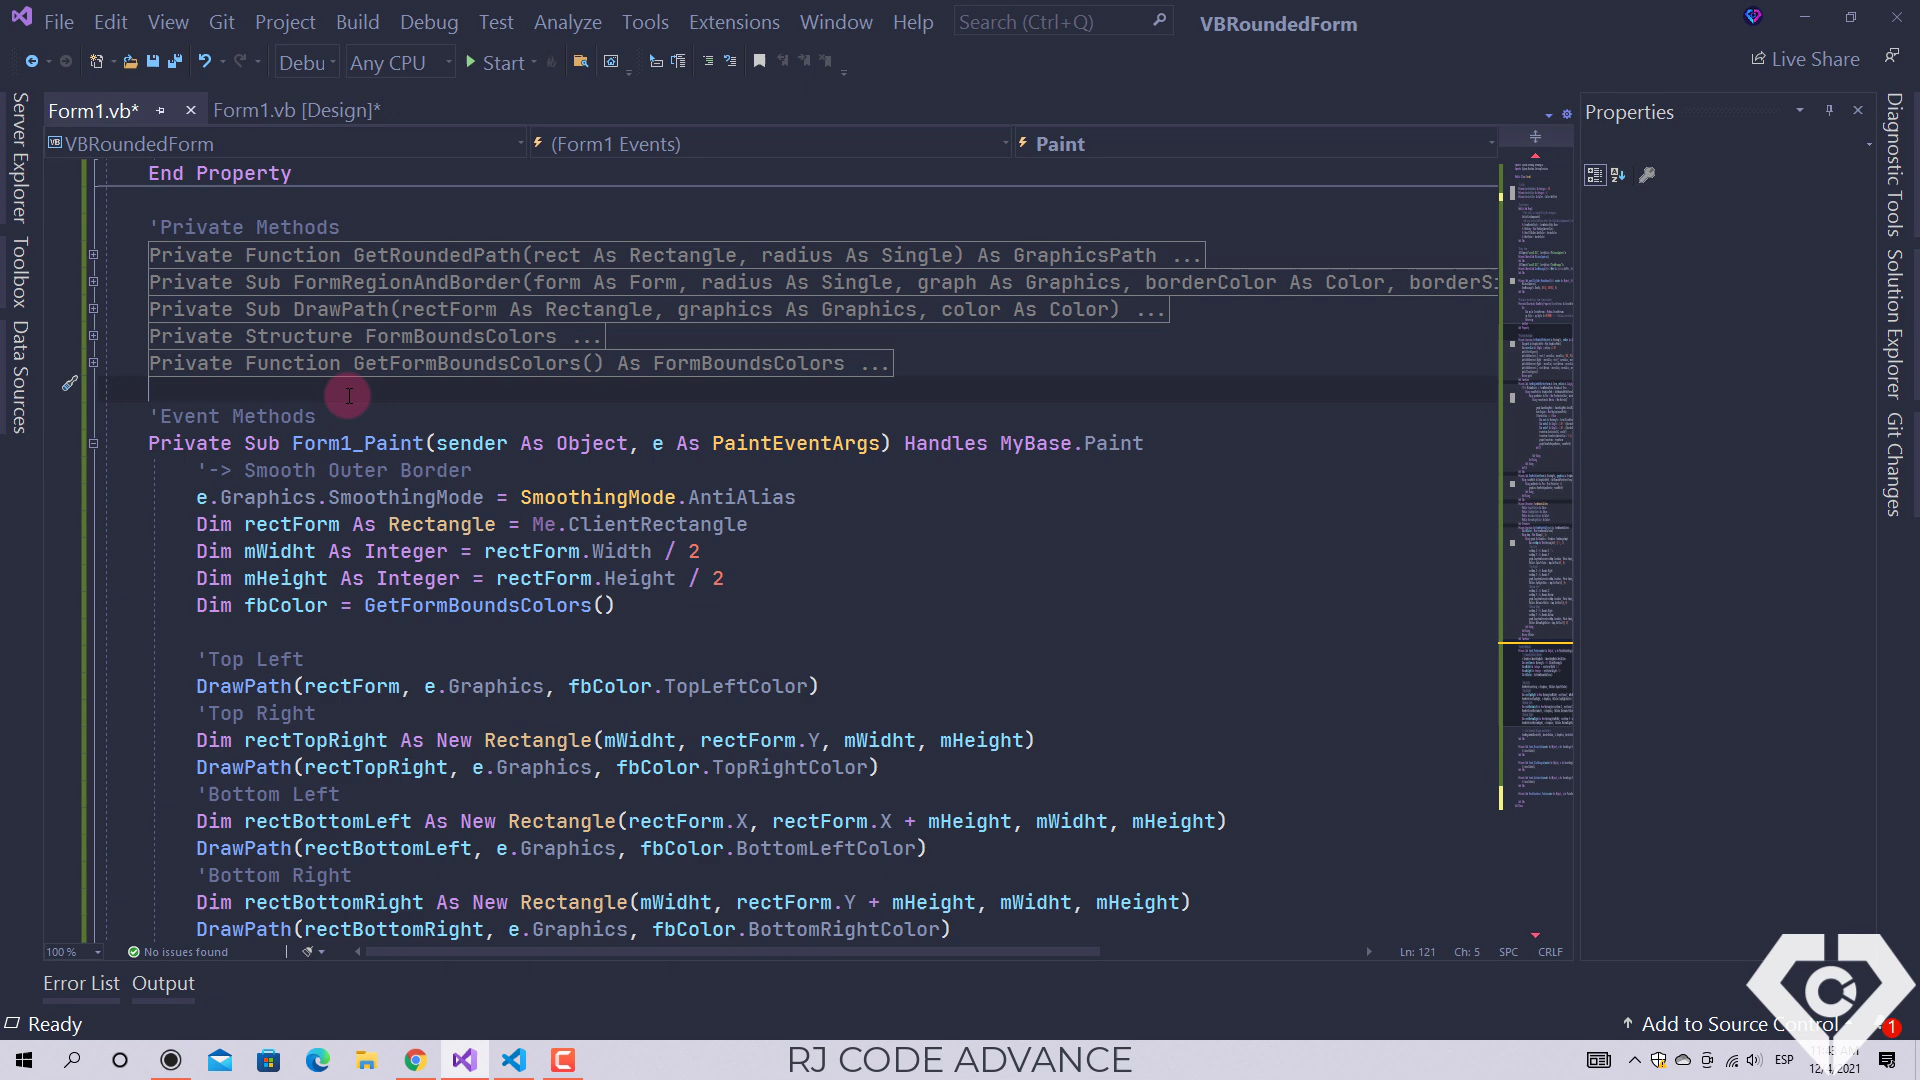 File Edit View Git Project Build Debug Test Analyze Tools Extensions Window Help Search (Ctrl+Q) VBRoundedForm
Debu Any CPU Start Live Share
Form1.vb* Form1.vb [Design]* Properties
VBRoundedForm (Form1 Events) Paint
Server Explorer
Toolbox
Data Sources
End Property
'Private Methods
Private Function GetRoundedPath(rect As Rectangle, radius As Single) As GraphicsPath ...
Private Sub FormRegionAndBorder(form As Form, radius As Single, graph As Graphics, borderColor As Color, borderSi
Private Sub DrawPath(rectForm As Rectangle, graphics As Graphics, color As Color) ...
Private Structure FormBoundsColors ...
Private Function GetFormBoundsColors() As FormBoundsColors ...
'Event Methods
Private Sub Form1_Paint(sender As Object, e As PaintEventArgs) Handles MyBase.Paint
'-> Smooth Outer Border
e.Graphics.SmoothingMode = SmoothingMode.AntiAlias
Dim rectForm As Rectangle = Me.ClientRectangle
Dim mWidht As Integer = rectForm.Width / 2
Dim mHeight As Integer = rectForm.Height / 2
Dim fbColor = GetFormBoundsColors()
'Top Left
DrawPath(rectForm, e.Graphics, fbColor.TopLeftColor)
'Top Right
Dim rectTopRight As New Rectangle(mWidht, rectForm.Y, mWidht, mHeight)
DrawPath(rectTopRight, e.Graphics, fbColor.TopRightColor)
'Bottom Left
Dim rectBottomLeft As New Rectangle(rectForm.X, rectForm.X + mHeight, mWidht, mHeight)
DrawPath(rectBottomLeft, e.Graphics, fbColor.BottomLeftColor)
'Bottom Right
Dim rectBottomRight As New Rectangle(mWidht, rectForm.Y + mHeight, mWidht, mHeight)
DrawPath(rectBottomRight, e.Graphics, fbColor.BottomRightColor)
Diagnostic Tools
Solution Explorer
Git Changes
100 % No issues found Ln: 121 Ch: 5 SPC CRLF
Error List Output
Ready Add to Source Control 1
RJ CODE ADVANCE
ESP
12/4/2021